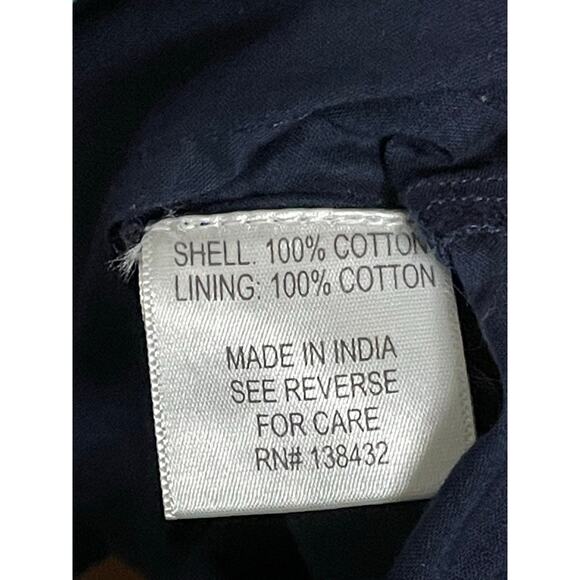 SHELL. 100% COTTON
LINING: 100% COTTON
MADE IN INDIA
SEE REVERSE
FOR CARE
RN# 138432